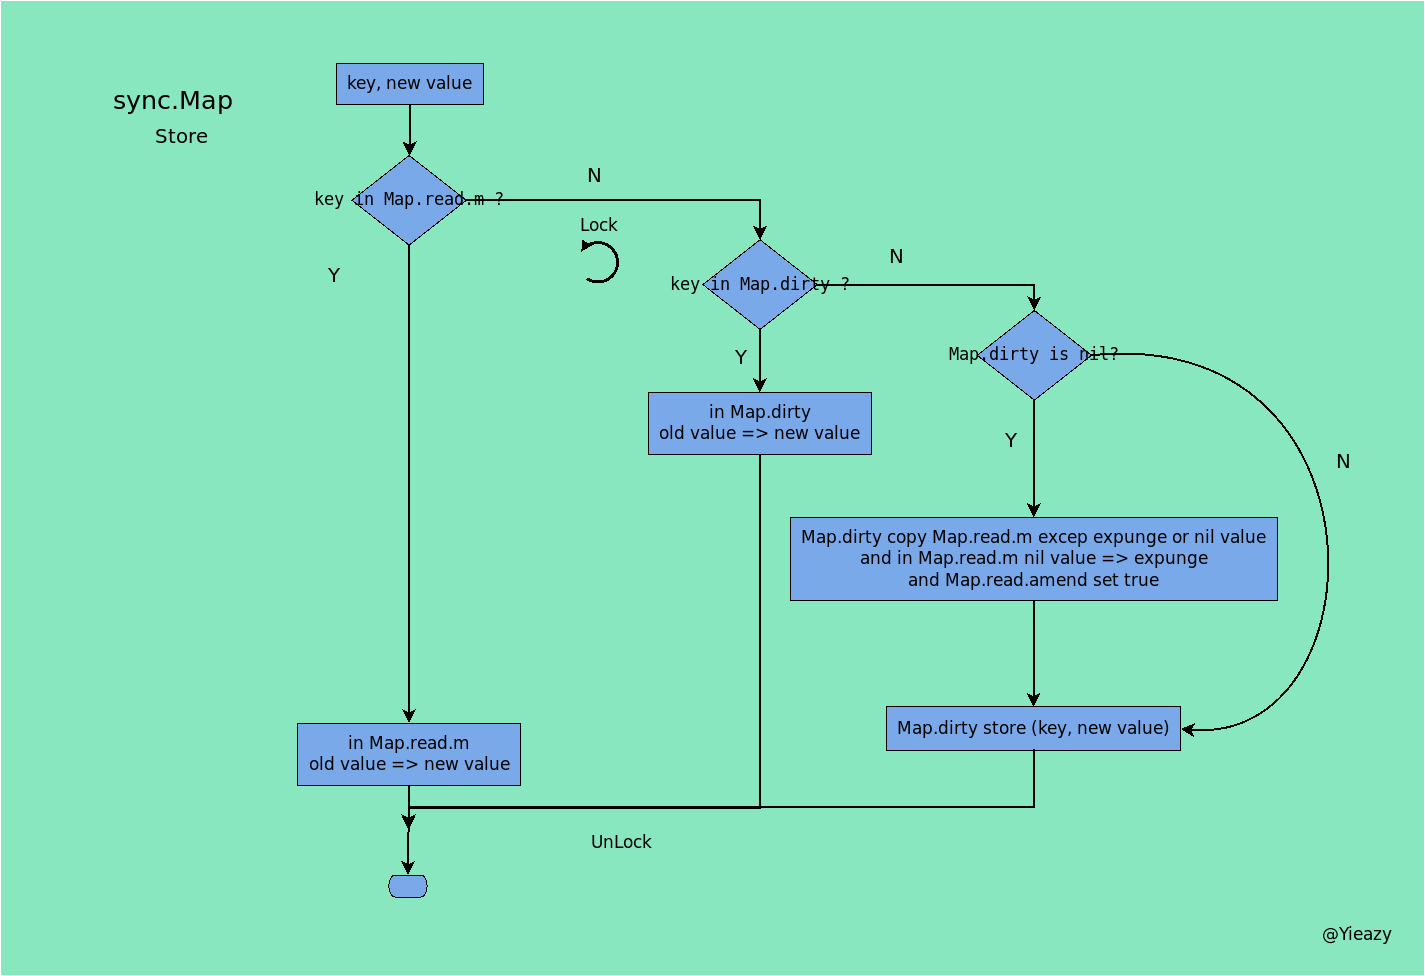 key, new value
sync.Map
Store
N
key in Map.read.m ?
Lock
N
Y
key in Map.dirty ?
Y
Map.dirty is nil?
in Map.dirty
old value => new value
Y
N
Map.dirty copy Map.read.m excep expunge or nil value
and in Map.read.m nil value => expunge
and Map.read.amend set true
Map.dirty store (key, new value)
in Map.read.m
old value => new value
UnLock
@Yieazy